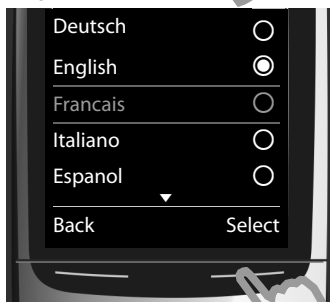 Deutsch
English
Francais
Italiano
Espanol
Back Select